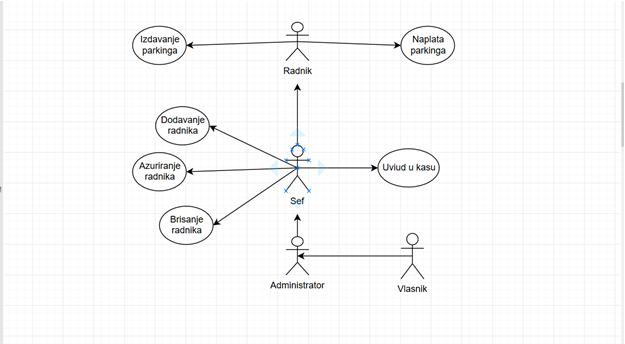 Izdavanje
parkinga
Naplata
parkinga
Radnik
Dodavanje
radnika
Azuriranje
radnika
Uviud u kasu
Brisanje
radnika
Sef
Administrator
Vlasnik